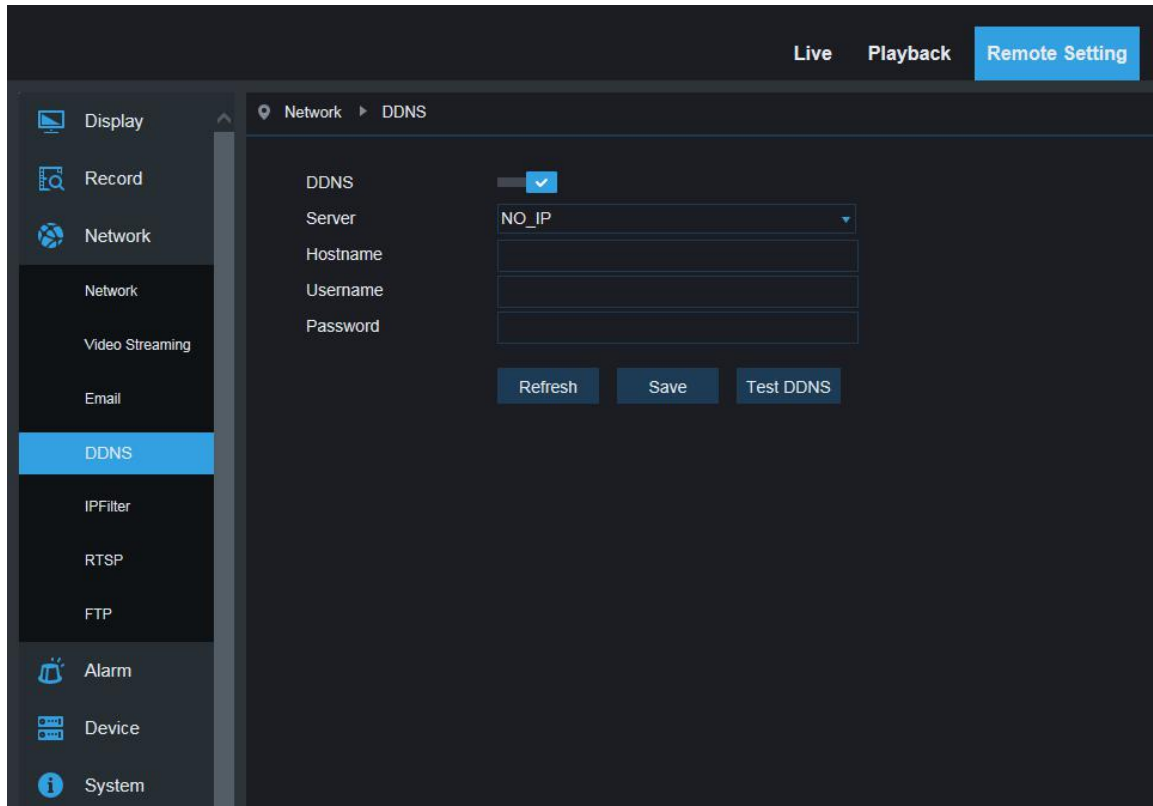 Live Playback Remote Setting
Display
Record
Network
Network
Video Streaming
Email
DDNS
IPFilter
RTSP
FTP
Alarm
Device
System
Network DDNS
DDNS
Server NO_IP
Hostname
Username
Password
Refresh Save Test DDNS